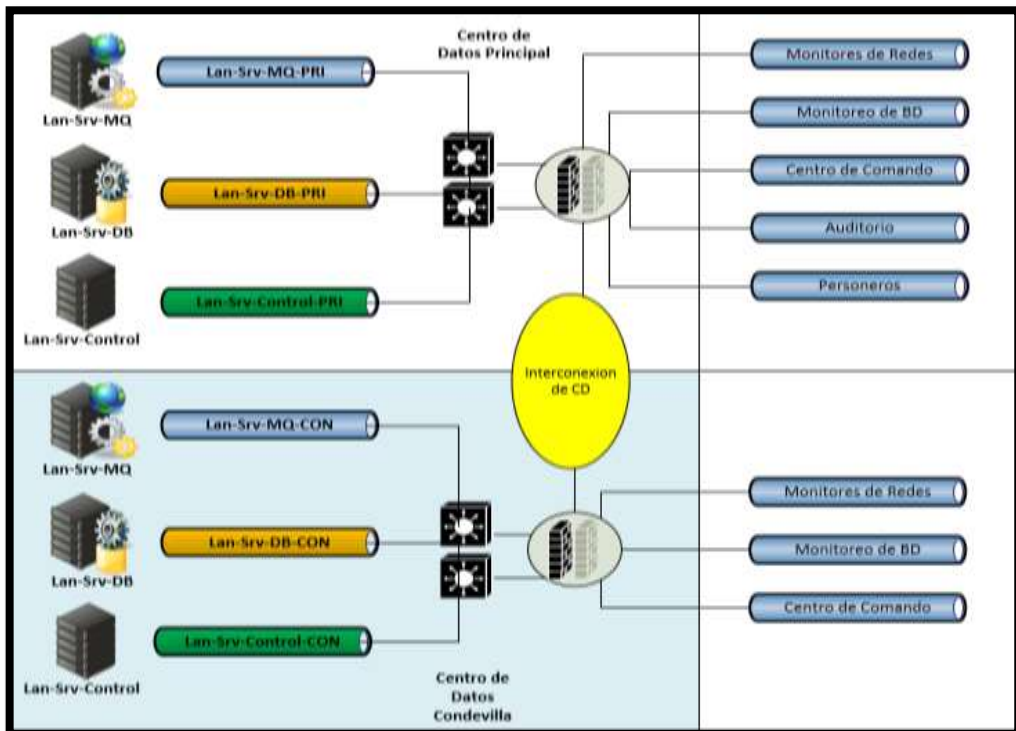 Centro de
Datos Principal
Lan-Srv-MQ
Lan-Srv-MQ-PRI
Lan-Srv-DB
Lan-Srv-DB-PRI
Lan-Srv-Control
Lan-Srv-Control-PRI
Monitores de Redes
Monitoreo de BD
Centro de Comando
Auditorio
Personeros
Interconexion
de CD
Lan-Srv-MQ
Lan-Srv-MQ-CON
Lan-Srv-DB
Lan-Srv-DB-CON
Lan-Srv-Control
Lan-Srv-Control-CON
Centro de
Datos
Condevilla
Monitores de Redes
Monitoreo de BD
Centro de Comando